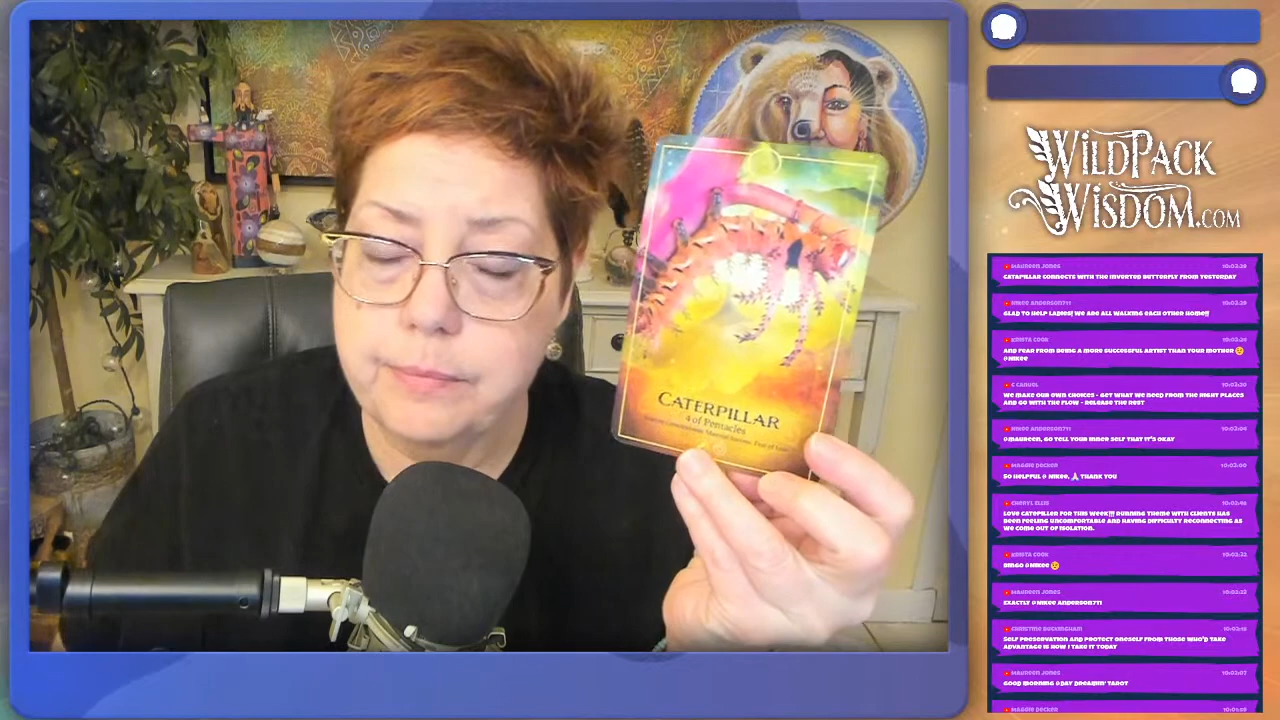 WildPack
Wisdom.com
CATERPILLAR
4 of Pentacles
MAUREEN JONES
CATAPILLAR CONNECTS WITH THE INVERTED BUTTERFLY FROM YESTERDAY
NIKEE ANDERSON711
GLAD TO HELP LADIES! WE ARE ALL WALKING EACH OTHER HOME!!
KRISTA COOK
AND FEAR FROM BEING A MORE SUCCESSFUL ARTIST THAN YOUR MOTHER 😉
@NIKEE
WE MAKE OUR OWN CHOICES - GET WHAT WE NEED FROM THE RIGHT PLACES
AND GO WITH THE FLOW - RELEASE THE REST
NIKEE ANDERSON711
@MAUREEN, GO TELL YOUR INNER SELF THAT IT'S OKAY
MAGGIE DECKER
SO HELPFUL @ NIKEE, 🙏 THANK YOU
CHERYL ELLIS
LOVE CATEPILLER FOR THIS WEEK!!! RUNNING THEME WITH CLIENTS HAS
BEEN FEELING UNCOMFORTABLE AND HAVING DIFFICULTY RECONNECTING AS
WE COME OUT OF ISOLATION.
KRISTA COOK
BINGO @NIKEE 😉
MAUREEN JONES
EXACTLY @NIKEE ANDERSON711
CHRISTINE BUCKINGHAM
SELF PRESERVATION AND PROTECT ONESELF FROM THOSE WHO'D TAKE
ADVANTAGE IS HOW I TAKE IT TODAY
MAUREEN JONES
GOOD MORNING @DAY DREAMIN' TAROT
MAGGIE DECKER